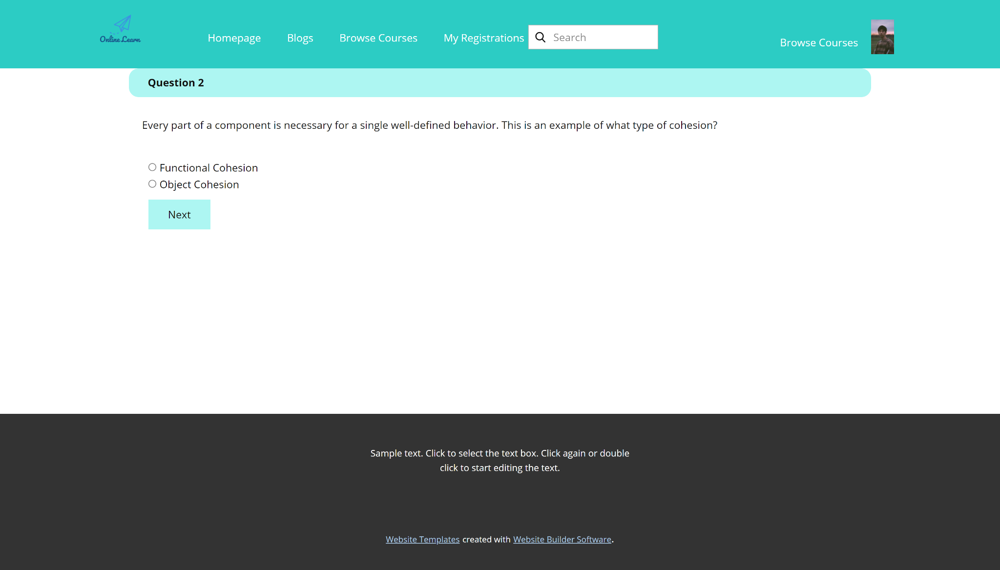 Online Learn
Homepage Blogs Browse Courses My Registrations Search Browse Courses
Question 2
Every part of a component is necessary for a single well-defined behavior. This is an example of what type of cohesion?
Functional Cohesion
Object Cohesion
Next
Sample text. Click to select the text box. Click again or double
click to start editing the text.
Website Templates created with Website Builder Software.